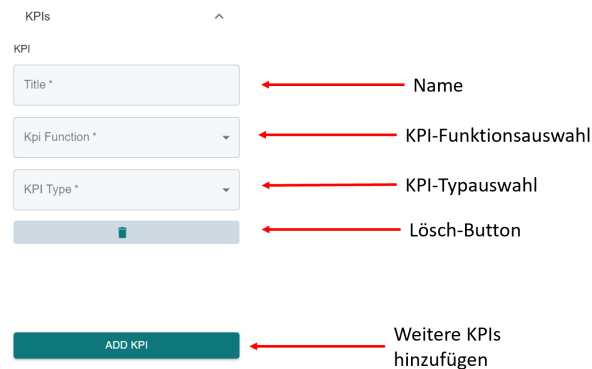 KPIs
KPI
Title *
Name
Kpi Function *
KPI-Funktionsauswahl
KPI Type *
KPI-Typauswahl
Lösch-Button
ADD KPI
Weitere KPIs
hinzufügen